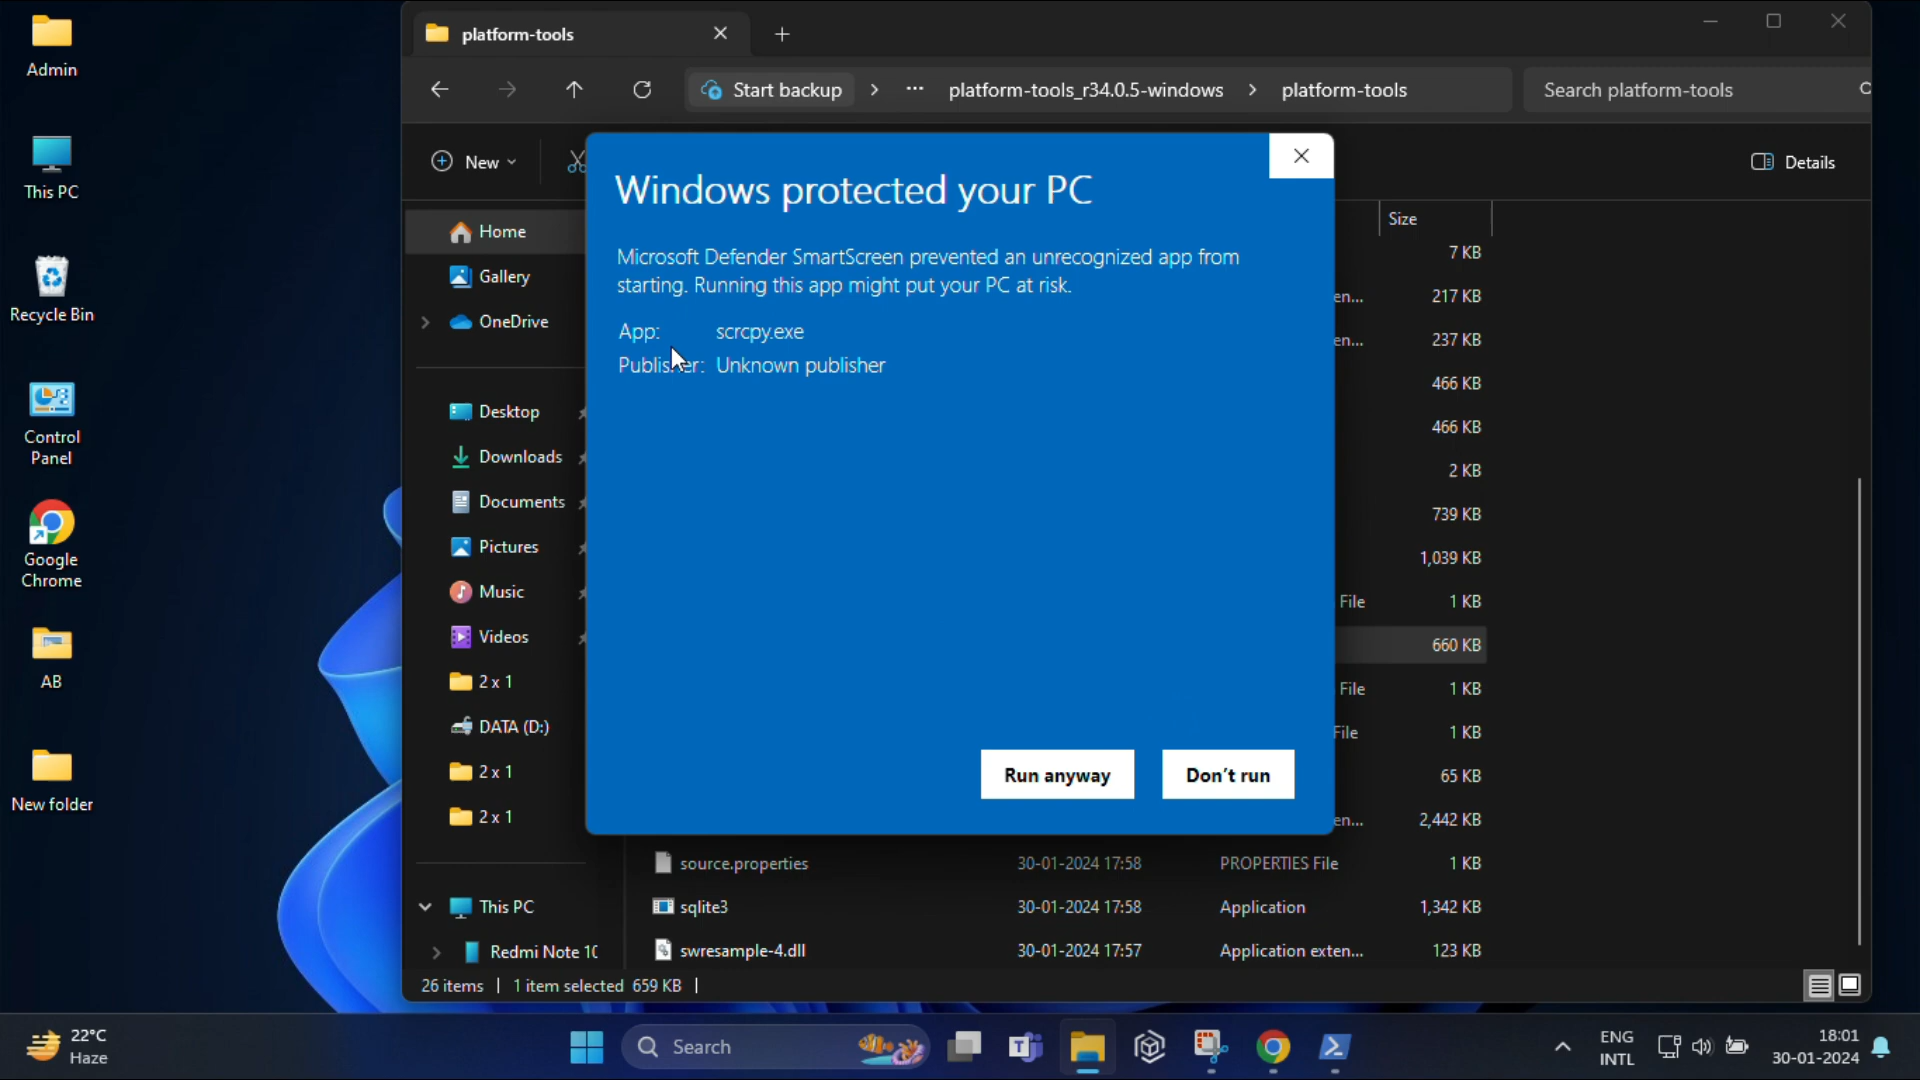 Admin
This PC
Recycle Bin
Control
Panel
Google
Chrome
AB
New folder
platform-tools
Start backup
platform-tools_r34.0.5-windows
platform-tools
Search platform-tools
New
Details
Home
Gallery
OneDrive
Desktop
Downloads
Documents
Pictures
Music
Videos
2 x 1
DATA (D:)
2 x 1
2 x 1
This PC
Windows protected your PC
Microsoft Defender SmartScreen prevented an unrecognized app from
starting. Running this app might put your PC at risk.
App: scrcpy.exe
Publisher: Unknown publisher
Run anyway
Don't run
Size
7 KB
en... 217 KB
en... 237 KB
466 KB
466 KB
2 KB
739 KB
1,039 KB
File 1 KB
660 KB
File 1 KB
File 1 KB
65 KB
en... 2,442 KB
source.properties 30-01-2024 17:58 PROPERTIES File 1 KB
sqlite3 30-01-2024 17:58 Application 1,342 KB
Redmi Note 10
swresample-4.dll 30-01-2024 17:57 Application exten... 123 KB
26 items | 1 item selected 659 KB |
22°C
Haze
Search
ENG
INTL
18:01
30-01-2024